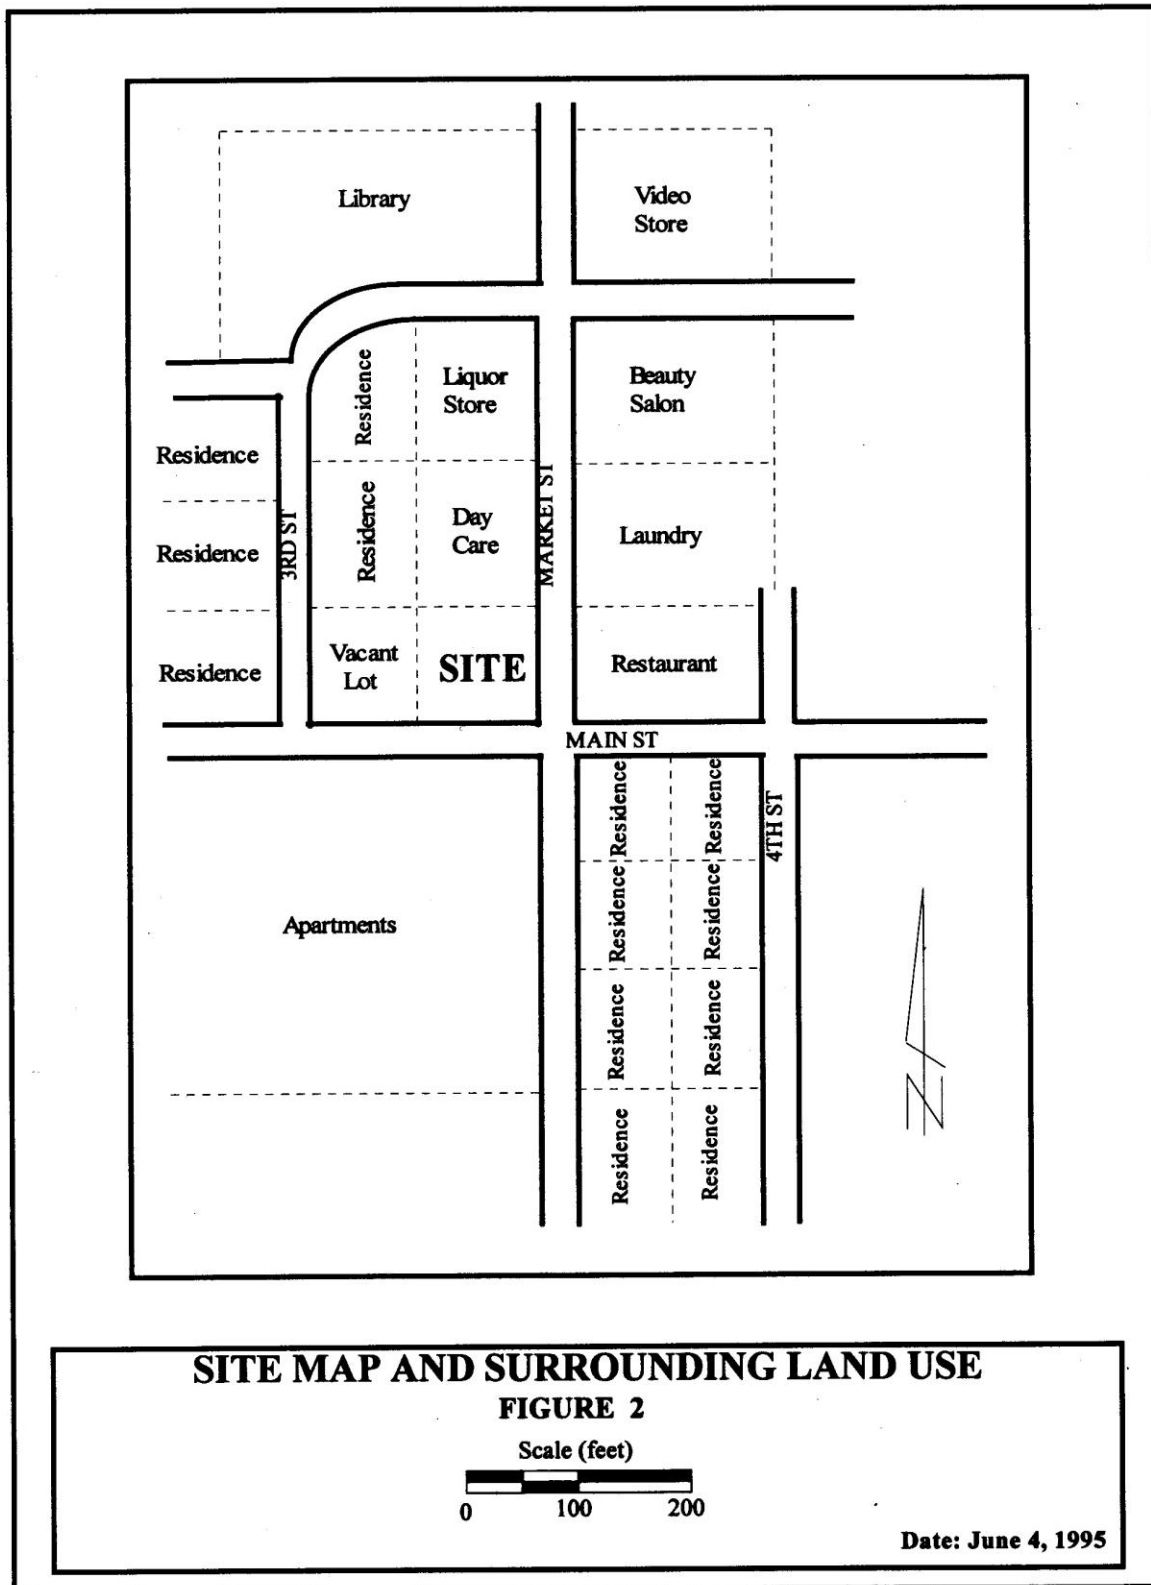 Library
Video
Store
Residence
Liquor
Store
Beauty
Salon
Residence
3RD ST
Residence
Day
Care
MARKET ST
Laundry
Residence
Residence
Vacant
Lot
SITE
Restaurant
MAIN ST
Residence
Residence
4TH ST
Apartments
Residence
Residence
Residence
Residence
Residence
Residence
N
SITE MAP AND SURROUNDING LAND USE
FIGURE 2
Scale (feet)
0 100 200
Date: June 4, 1995